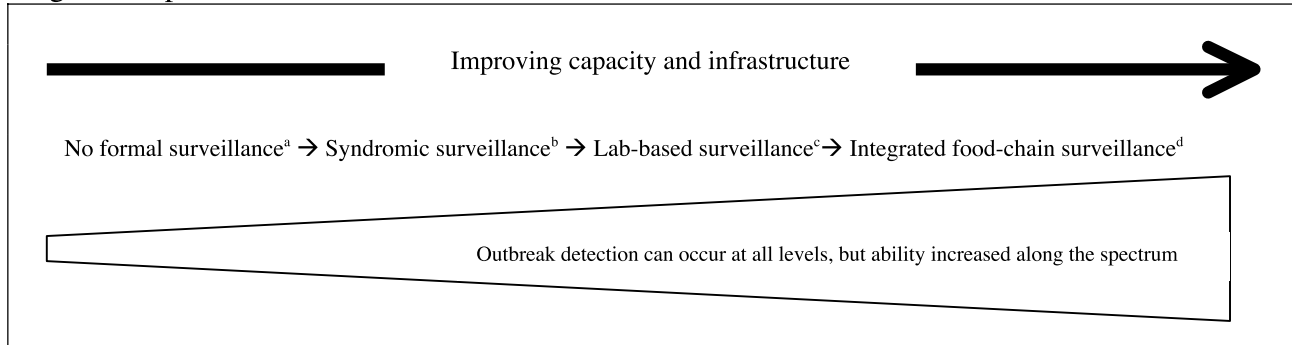 Improving capacity and infrastructure
No formal surveillanceᵃ → Syndromic surveillanceᵇ → Lab-based surveillanceᶜ→ Integrated food-chain surveillanceᵈ
Outbreak detection can occur at all levels, but ability increased along the spectrum